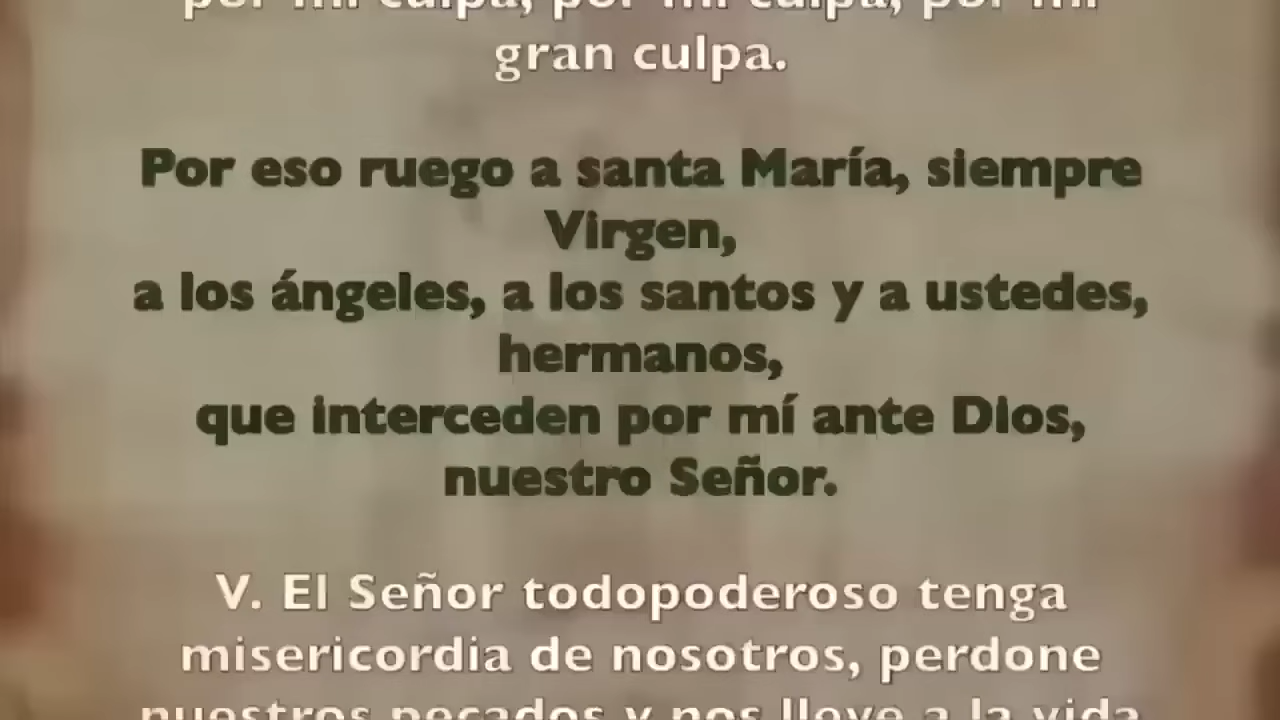 por mi culpa, por mi culpa, por mi
gran culpa.
Por eso ruego a santa María, siempre
Virgen,
a los ángeles, a los santos y a ustedes,
hermanos,
que interceden por mí ante Dios,
nuestro Señor.
V. El Señor todopoderoso tenga
misericordia de nosotros, perdone
nuestros pecados y nos lleve a la vida